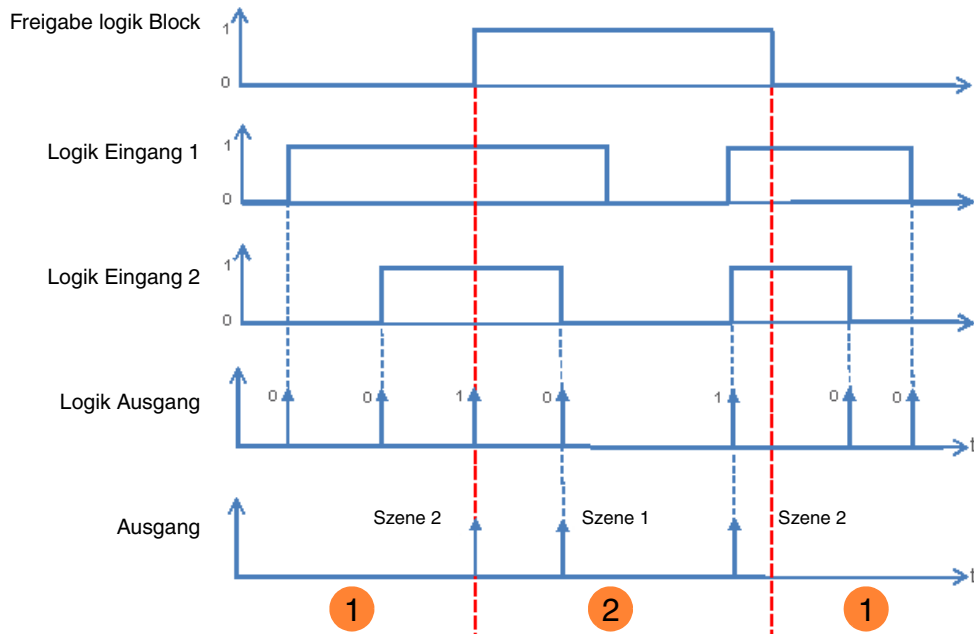 Freigabe logik Block
1
0
Logik Eingang 1
1
0
Logik Eingang 2
1
0
Logik Ausgang
0 0 1 0 1 0 0
t
Ausgang
Szene 2 Szene 1 Szene 2
t
1 2 1